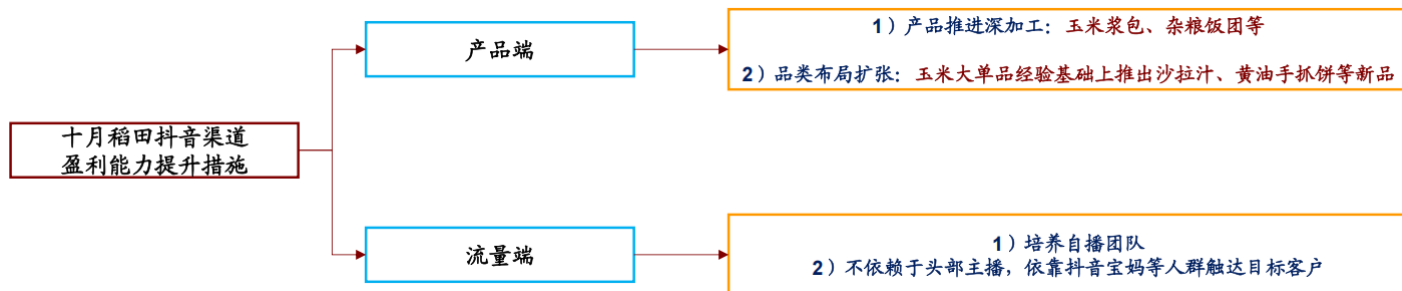 十月稻田抖音渠道
盈利能力提升措施
产品端
1）产品推进深加工：玉米浆包、杂粮饭团等
2）品类布局扩张：玉米大单品经验基础上推出沙拉汁、黄油手抓饼等新品
流量端
1）培养自播团队
2）不依赖于头部主播，依靠抖音宝妈等人群触达目标客户